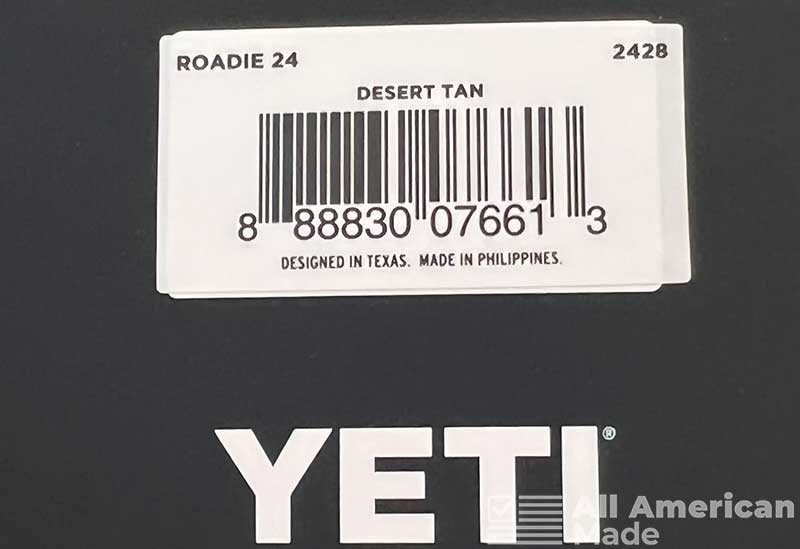 ROADIE 24 2428
DESERT TAN
8 88830 07661 3
DESIGNED IN TEXAS. MADE IN PHILIPPINES.
YETI®
All American
Made